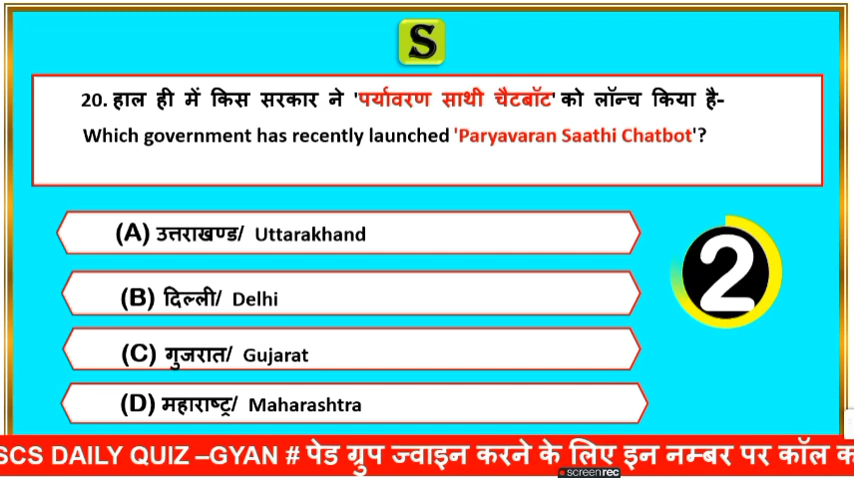 S
20. हाल ही में किस सरकार ने 'पर्यावरण साथी चैटबॉट' को लॉन्च किया है-
Which government has recently launched 'Paryavaran Saathi Chatbot'?
(A) उत्तराखण्ड/ Uttarakhand
(B) दिल्ली/ Delhi
(C) गुजरात/ Gujarat
(D) महाराष्ट्र/ Maharashtra
2
SCS DAILY QUIZ –GYAN # पेड ग्रुप ज्वाइन करने के लिए इन नम्बर पर कॉल क
screenrec